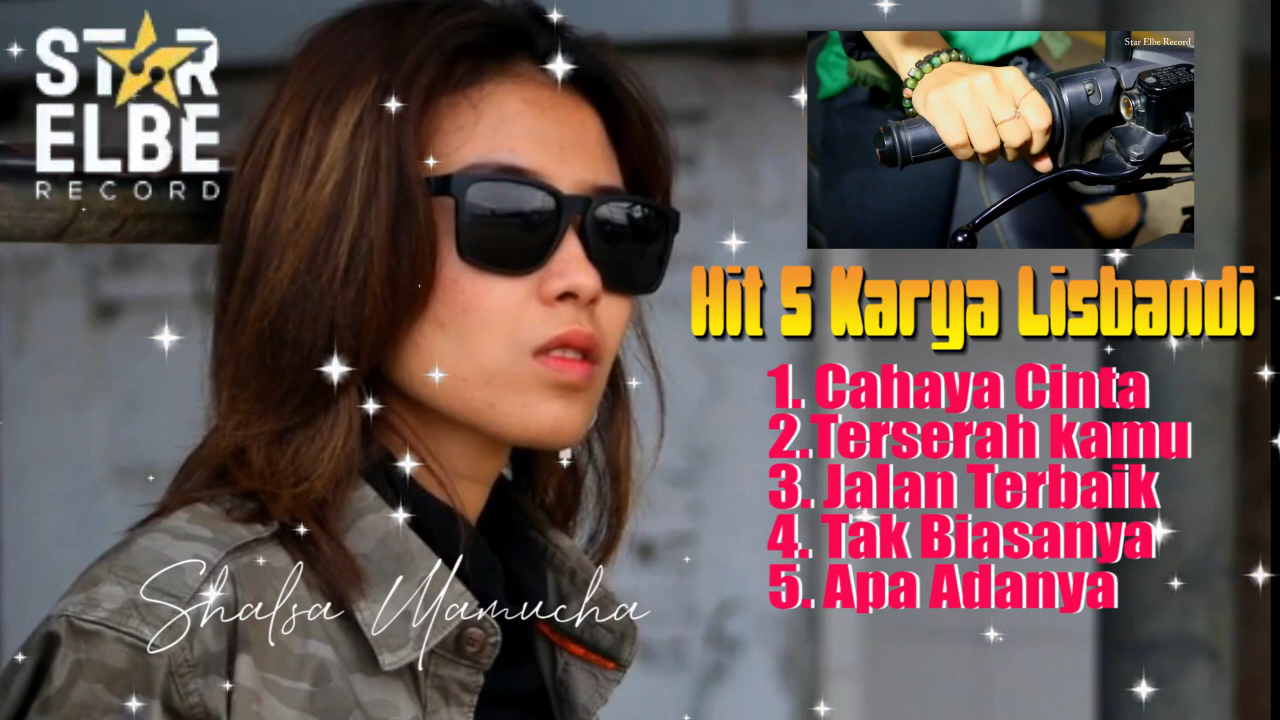 STAR
ELBE
RECORD
Star Elbe Record
Hit 5 Karya Lisbandi
1. Cahaya Cinta
2.Terserah kamu
3. Jalan Terbaik
4. Tak Biasanya
5. Apa Adanya
Shalsa Mamucha